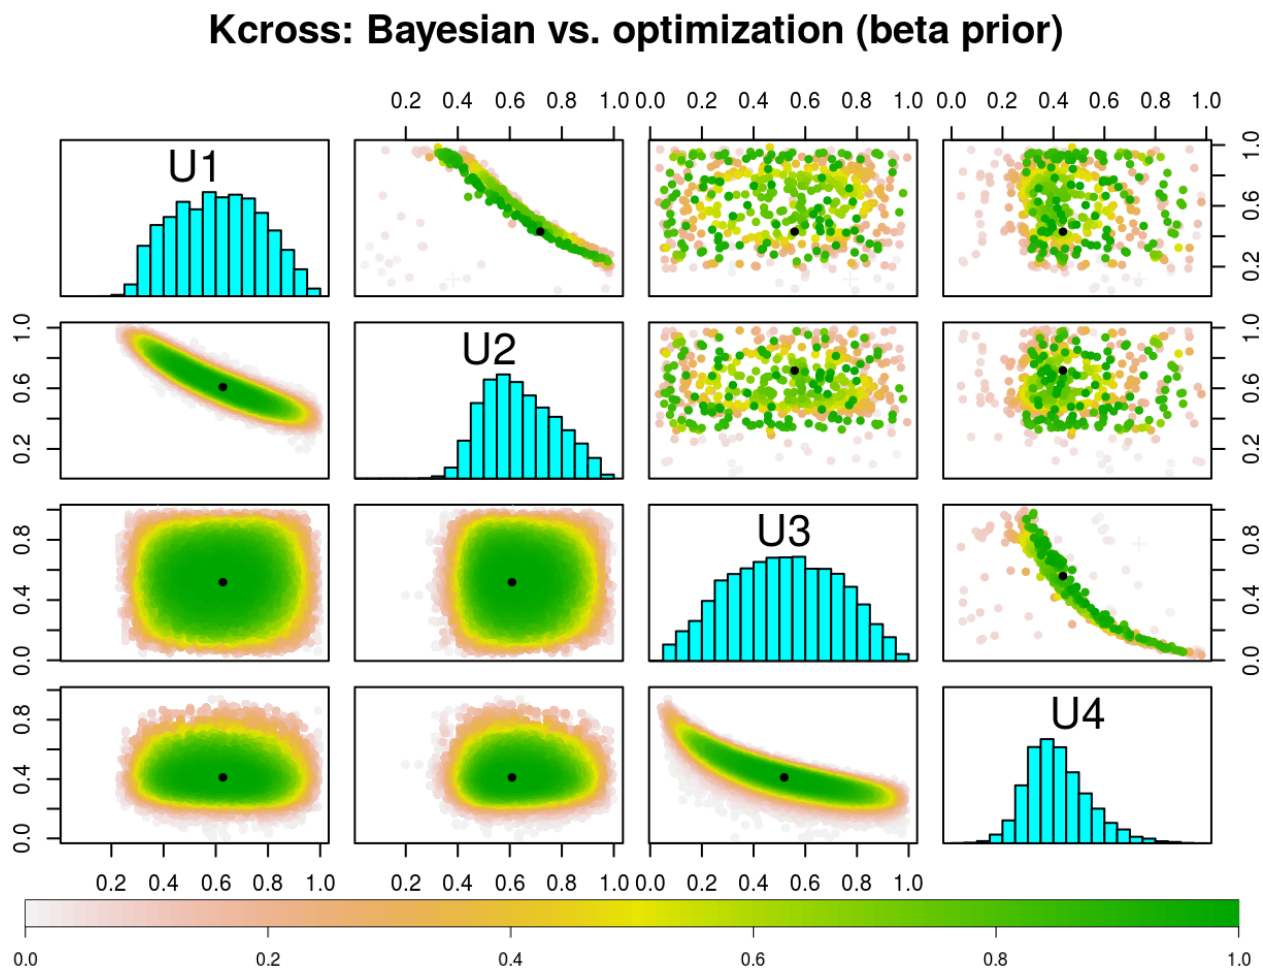 Kcross: Bayesian vs. optimization (beta prior)
0.2 0.4 0.6 0.8 1.0 0.0 0.2 0.4 0.6 0.8 1.0 0.0 0.2 0.4 0.6 0.8 1.0
U1
0.2 0.6 1.0
0.2 0.6 1.0
U2
0.2 0.6 1.0
0.0 0.4 0.8
U3
0.0 0.4 0.8
0.0 0.4 0.8
U4
0.2 0.4 0.6 0.8 1.0 0.2 0.4 0.6 0.8 1.0 0.0 0.2 0.4 0.6 0.8 1.0
0.0 0.2 0.4 0.6 0.8 1.0